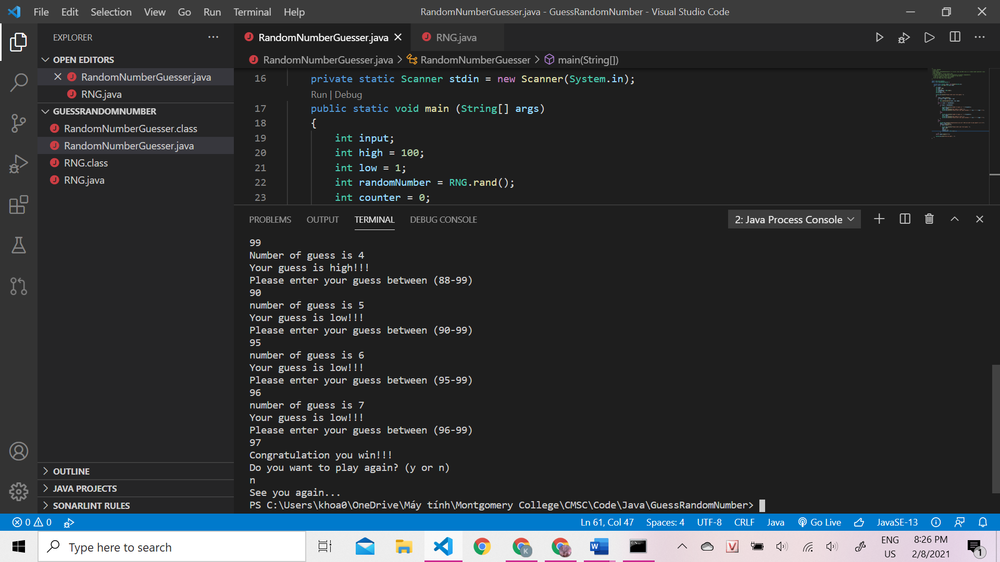 File Edit Selection View Go Run Terminal Help
RandomNumberGuesser.java - GuessRandomNumber - Visual Studio Code
EXPLORER
OPEN EDITORS
RandomNumberGuesser.java
RNG.java
GUESSRANDOMNUMBER
RandomNumberGuesser.class
RandomNumberGuesser.java
RNG.class
RNG.java
OUTLINE
JAVA PROJECTS
SONARLINT RULES
RandomNumberGuesser.java RNG.java
RandomNumberGuesser.java > RandomNumberGuesser > main(String[])
16 private static Scanner stdin = new Scanner(System.in);
Run | Debug
17 public static void main (String[] args)
18 {
19 int input;
20 int high = 100;
21 int low = 1;
22 int randomNumber = RNG.rand();
23 int counter = 0;
PROBLEMS OUTPUT TERMINAL DEBUG CONSOLE 2: Java Process Console
99
Number of guess is 4
Your guess is high!!!
Please enter your guess between (88-99)
90
number of guess is 5
Your guess is low!!!
Please enter your guess between (90-99)
95
number of guess is 6
Your guess is low!!!
Please enter your guess between (95-99)
96
number of guess is 7
Your guess is low!!!
Please enter your guess between (96-99)
97
Congratulation you win!!!
Do you want to play again? (y or n)
n
See you again...
PS C:\Users\khoa0\OneDrive\Máy tính\Montgomery College\CMSC\Code\Java\GuessRandomNumber>
0 0 Ln 61, Col 47 Spaces: 4 UTF-8 CRLF Java Go Live JavaSE-13
Type here to search
K
W
V
ENG
US
8:26 PM
2/8/2021
1